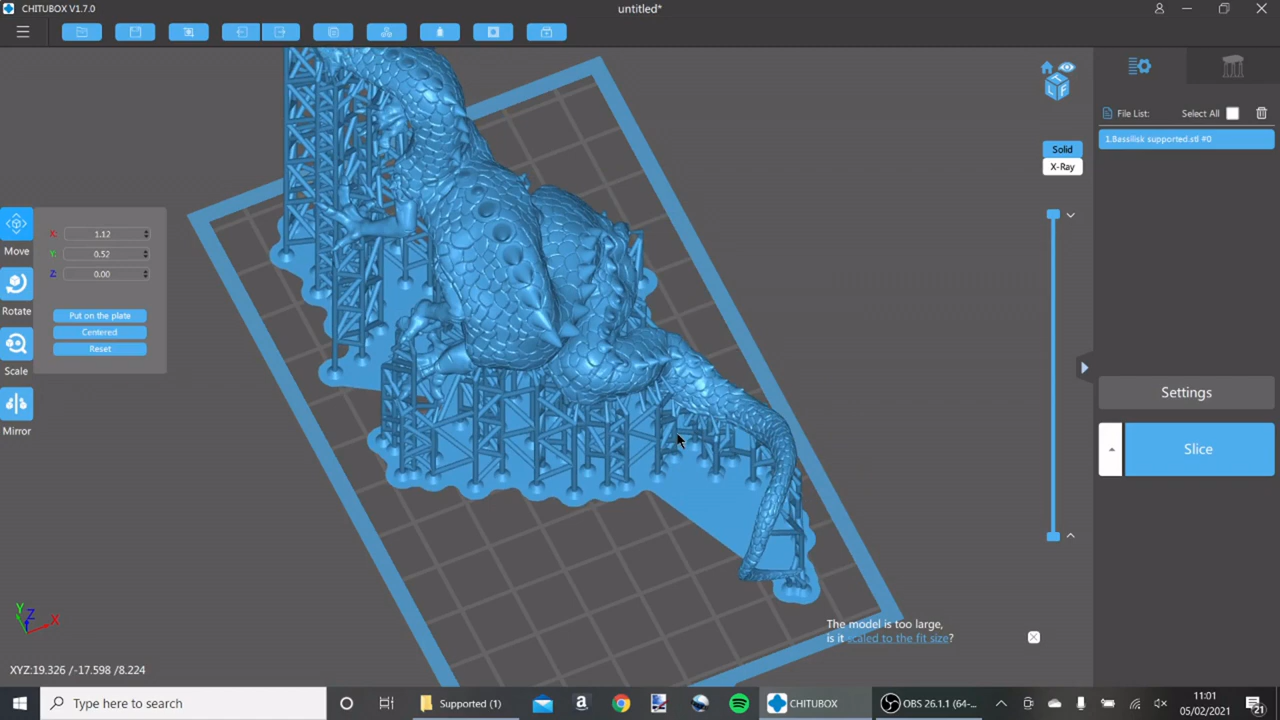 CHITUBOX V1.7.0
untitled*
File List:
Select All
1.Bassilisk supported.stl #0
Solid
X-Ray
Move
X: 1.12
Y: 0.52
Z: 0.00
Rotate
Put on the plate
Centered
Reset
Scale
Mirror
T
L F
Settings
Slice
The model is too large,
is it scaled to the fit size?
Y
Z
X
XYZ:19.326 /-17.598 /8.224
Type here to search
Supported (1)
CHITUBOX
OBS 26.1.1 (64-...
11:01
05/02/2021
21